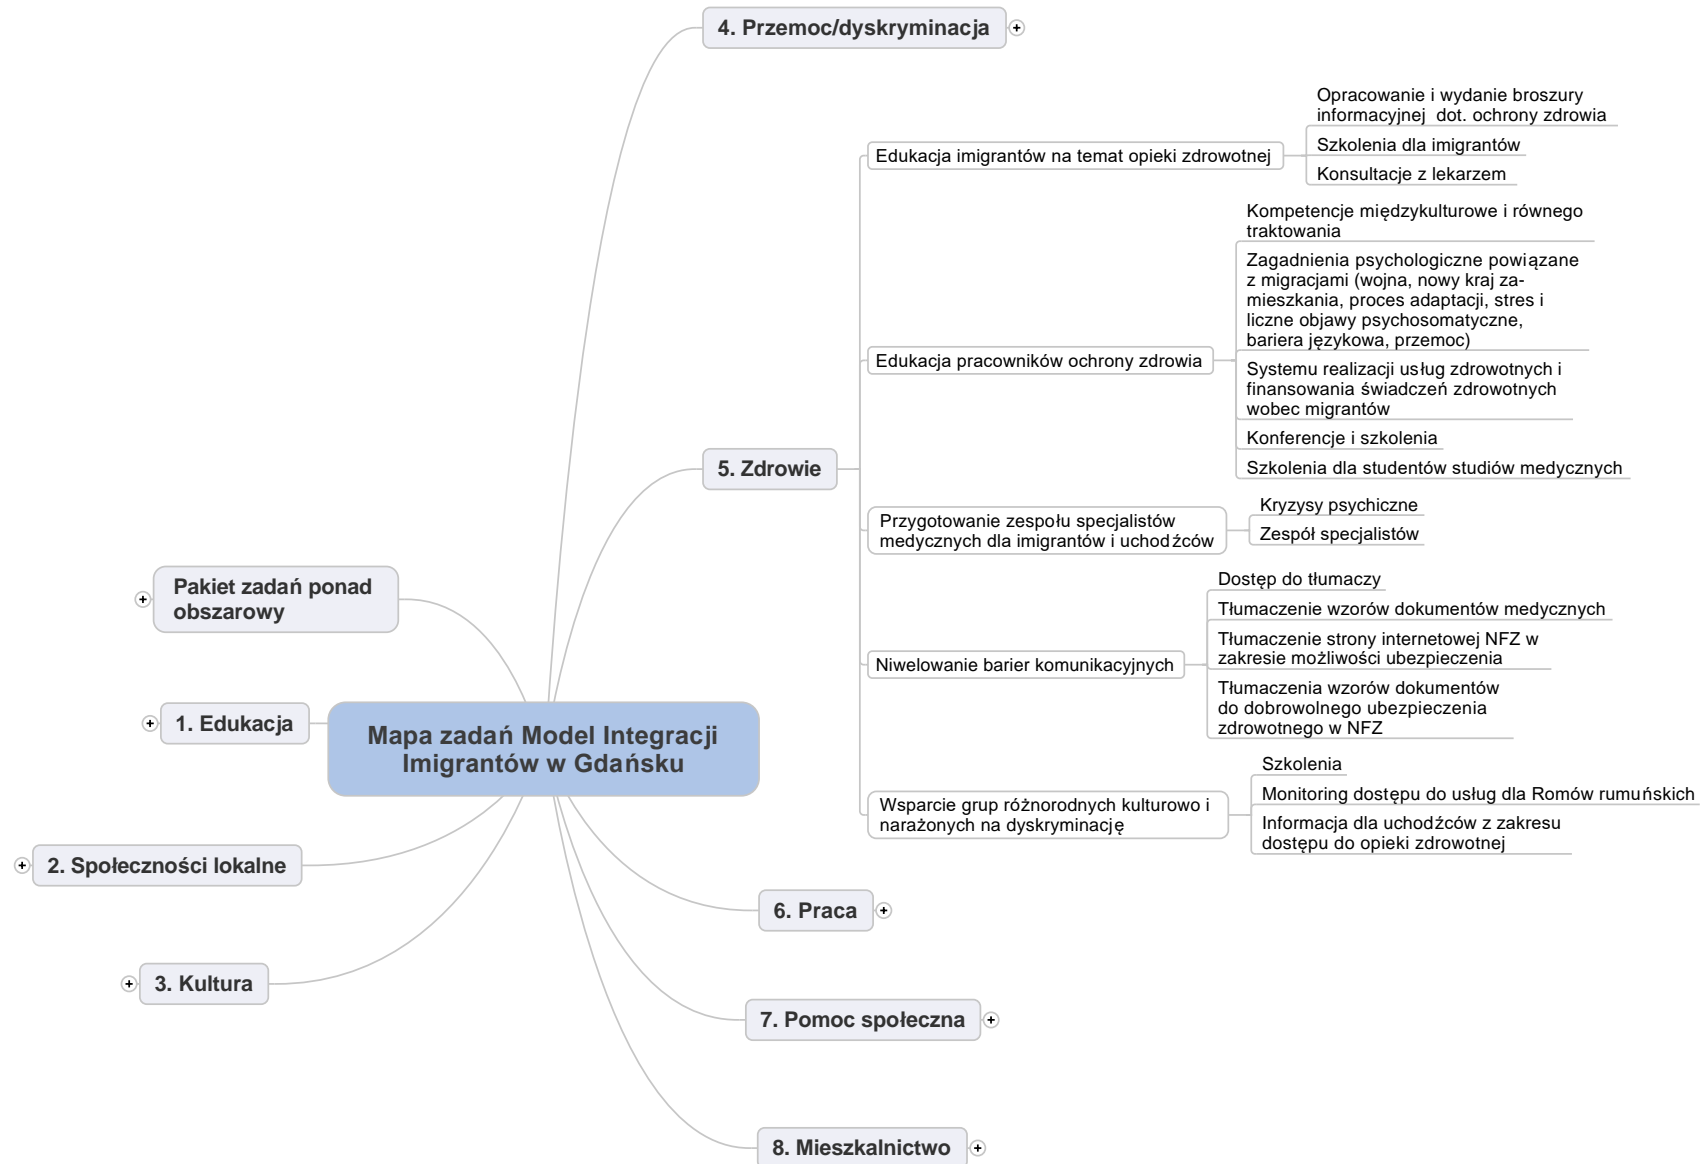 4. Przemoc/dyskryminacja
Opracowanie i wydanie broszury
informacyjnej dot. ochrony zdrowia
Edukacja imigrantów na temat opieki zdrowotnej
Szkolenia dla imigrantów
Konsultacje z lekarzem
Kompetencje międzykulturowe i równego
traktowania
Zagadnienia psychologiczne powiązane
z migracjami (wojna, nowy kraj za-
mieszkania, proces adaptacji, stres i
liczne objawy psychosomatyczne,
bariera językowa, przemoc)
Edukacja pracowników ochrony zdrowia
Systemu realizacji usług zdrowotnych i
finansowania świadczeń zdrowotnych
wobec migrantów
Konferencje i szkolenia
Szkolenia dla studentów studiów medycznych
5. Zdrowie
Przygotowanie zespołu specjalistów
medycznych dla imigrantów i uchodźców
Kryzysy psychiczne
Zespół specjalistów
Niwelowanie barier komunikacyjnych
Dostęp do tłumaczy
Tłumaczenie wzorów dokumentów medycznych
Tłumaczenie strony internetowej NFZ w
zakresie możliwości ubezpieczenia
Tłumaczenia wzorów dokumentów
do dobrowolnego ubezpieczenia
zdrowotnego w NFZ
Wsparcie grup różnorodnych kulturowo i
narażonych na dyskryminację
Szkolenia
Monitoring dostępu do usług dla Romów rumuńskich
Informacja dla uchodźców z zakresu
dostępu do opieki zdrowotnej
Pakiet zadań ponad
obszarowy
1. Edukacja
Mapa zadań Model Integracji
Imigrantów w Gdańsku
2. Społeczności lokalne
3. Kultura
6. Praca
7. Pomoc społeczna
8. Mieszkalnictwo